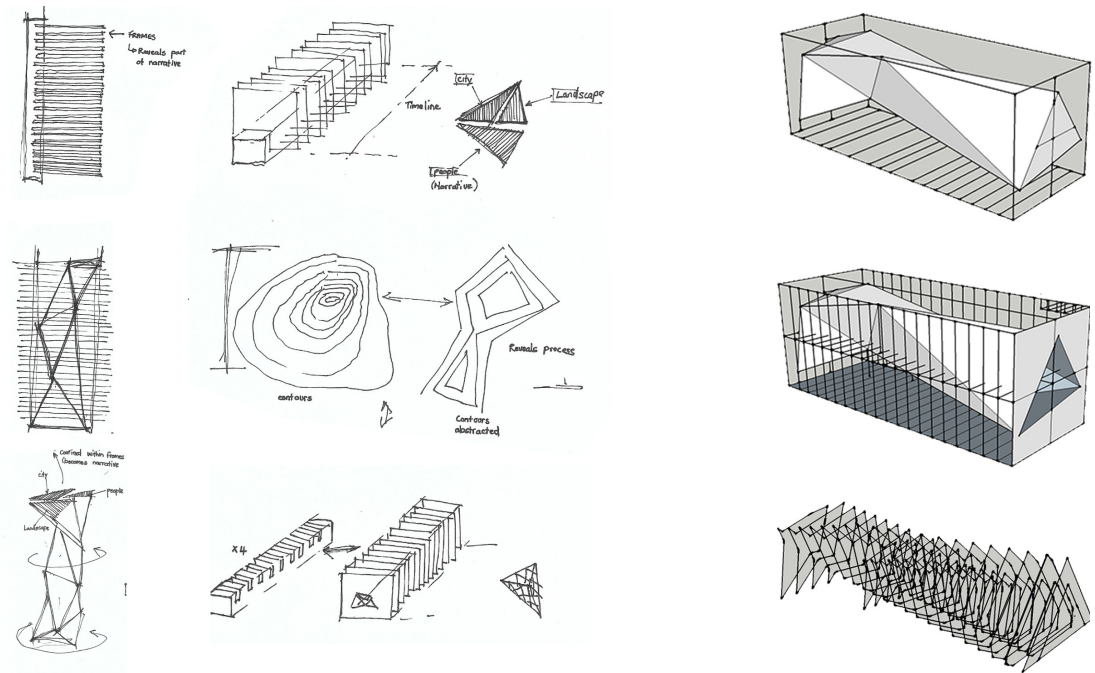 FRAMES
Reveals part
of narrative
Timeline
City
Landscape
People
(Narrative)
contours
Reveals process
Contours
abstracted
Confined within frames
(becomes narrative
city
people
Landscape
x4